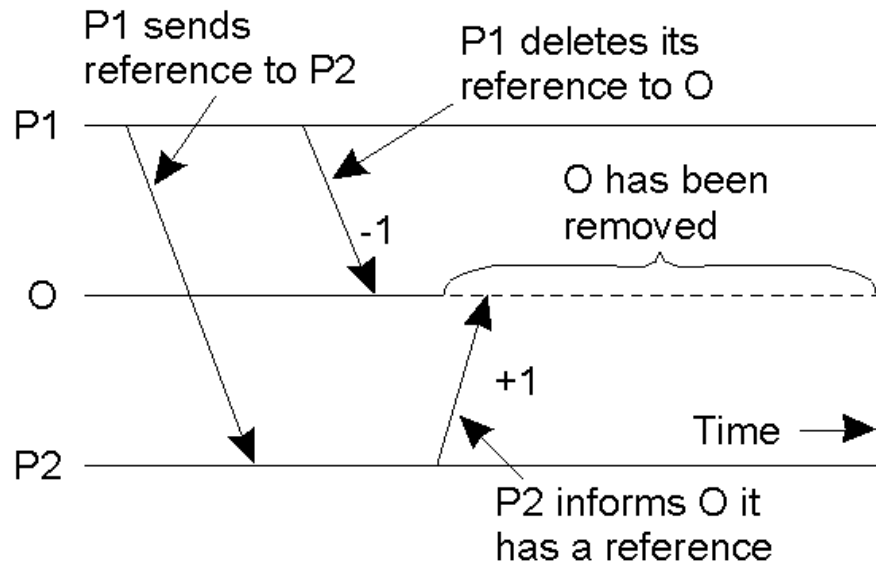 P1 sends
reference to P2
P1 deletes its
reference to O
P1
O has been
removed
-1
O
+1
Time
P2
P2 informs O it
has a reference